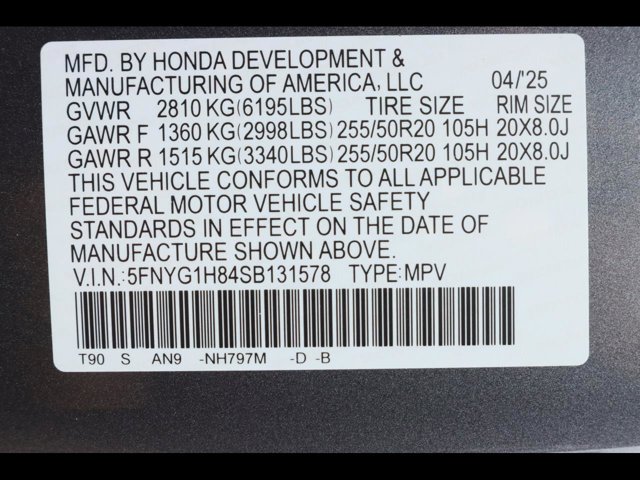 MFD. BY HONDA DEVELOPMENT &
MANUFACTURING OF AMERICA, LLC 04/'25
GVWR 2810 KG(6195LBS) TIRE SIZE RIM SIZE
GAWR F 1360 KG(2998LBS) 255/50R20 105H 20X8.0J
GAWR R 1515 KG(3340LBS) 255/50R20 105H 20X8.0J
THIS VEHICLE CONFORMS TO ALL APPLICABLE
FEDERAL MOTOR VEHICLE SAFETY
STANDARDS IN EFFECT ON THE DATE OF
MANUFACTURE SHOWN ABOVE.
V.I.N.:5FNYG1H84SB131578 TYPE:MPV
T90 S AN9 -NH797M -D -B